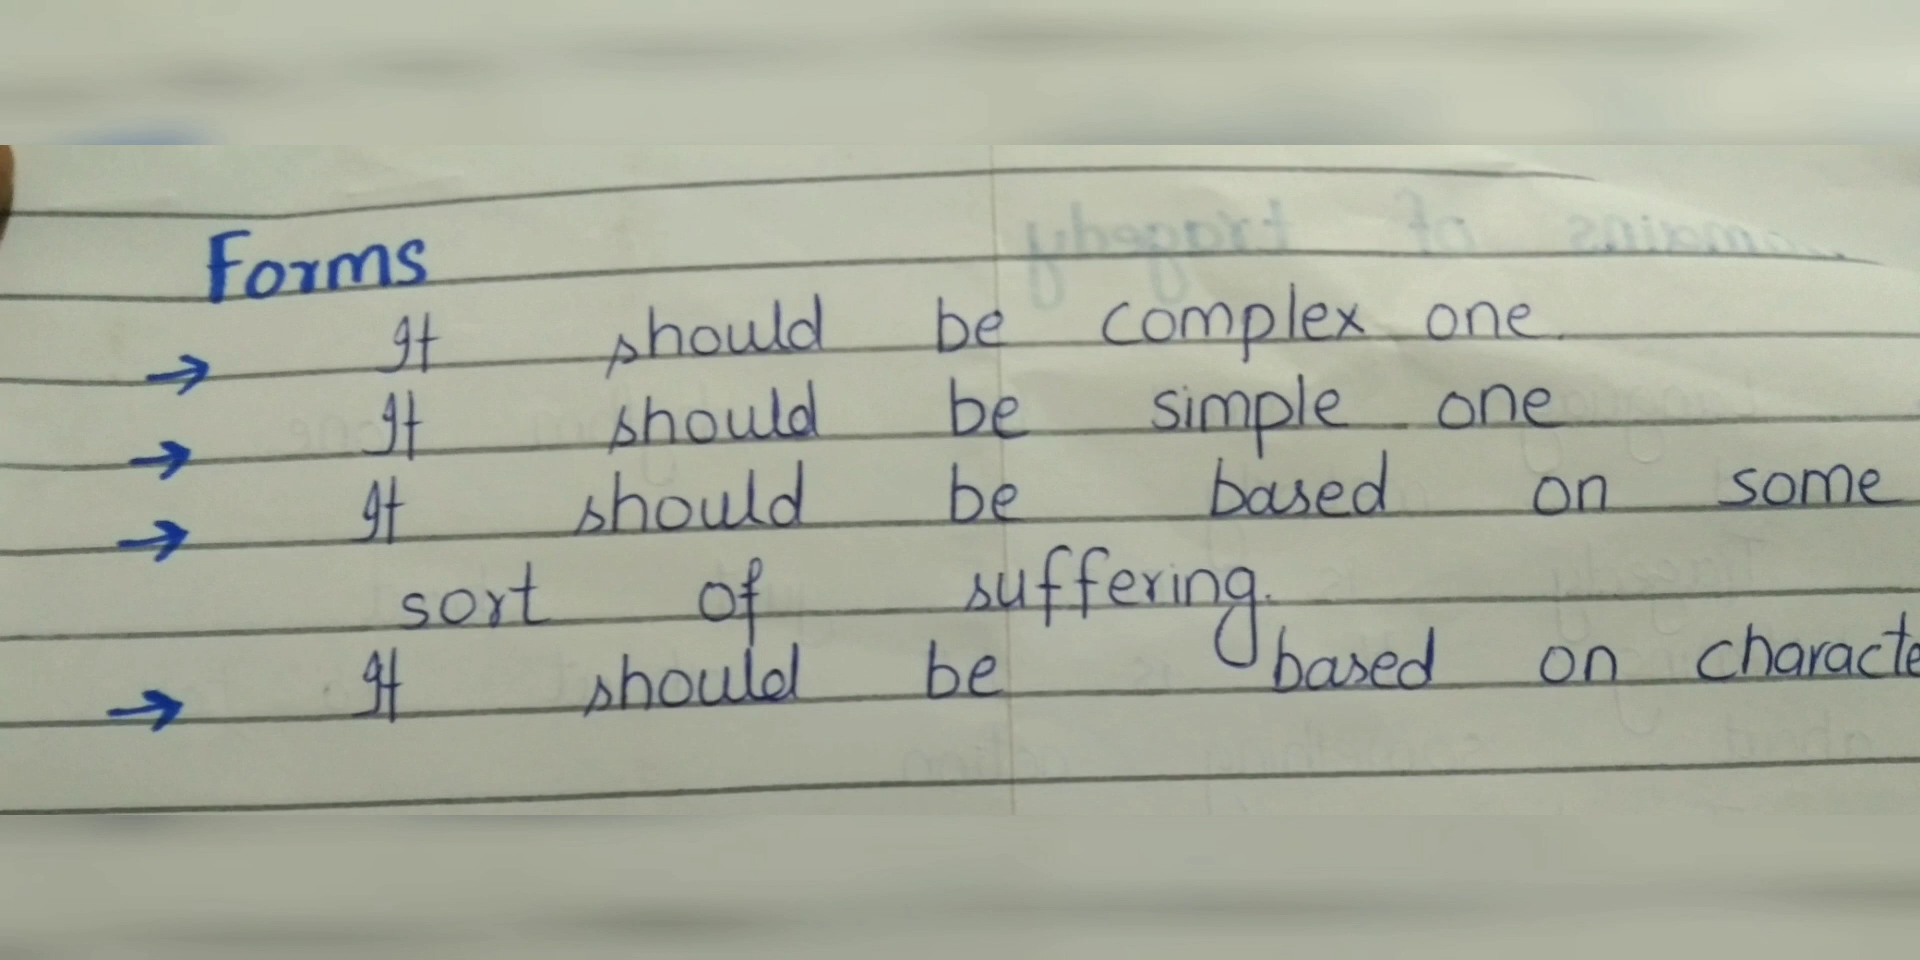 Forms
→ It should be complex one.
→ It should be simple one
→ It should be based on some
sort of suffering.
→ It should be based on characte